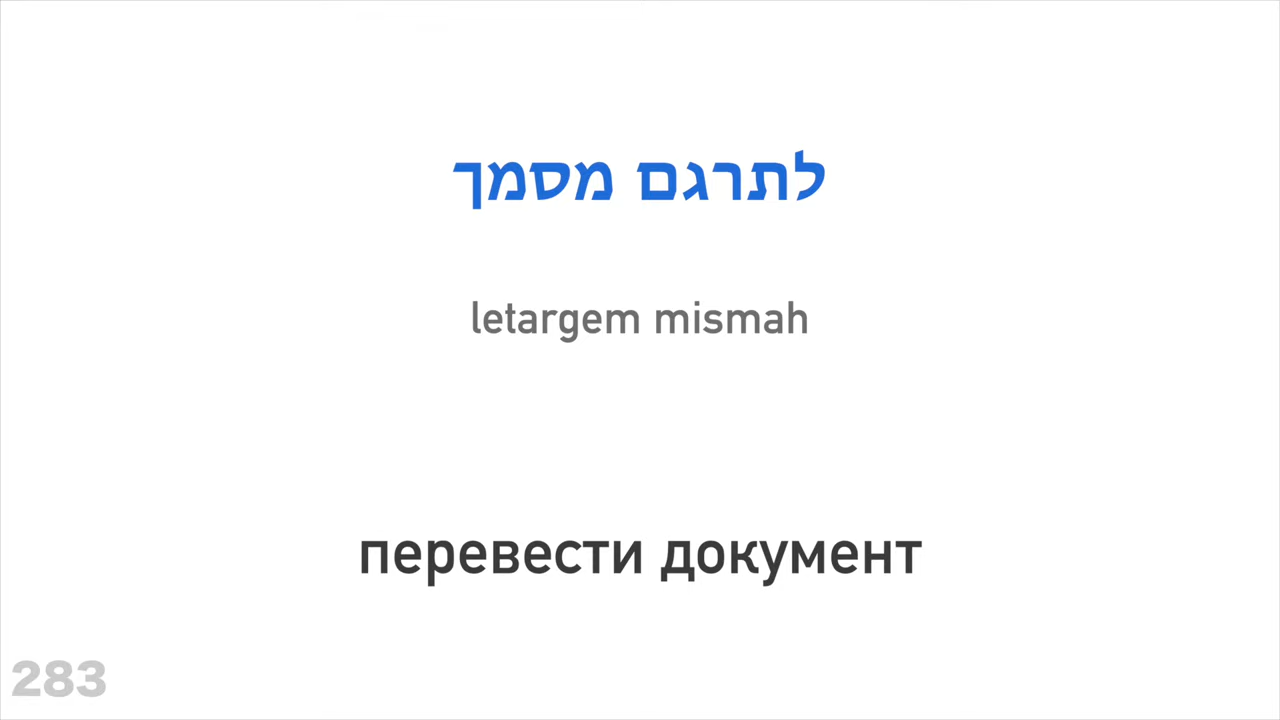 לתרגם מסמך
letargem mismah
перевести документ
283